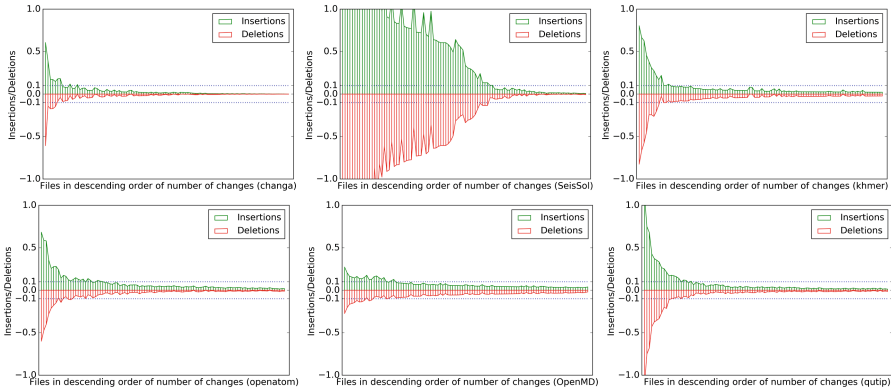 1.0
0.5
0.1
0.0
−0.1
−0.5
−1.0
Insertions/Deletions
Insertions
Deletions
Files in descending order of number of changes (changa)
1.0
0.5
0.1
0.0
−0.1
−0.5
−1.0
Insertions/Deletions
Insertions
Deletions
Files in descending order of number of changes (SeisSol)
1.0
0.5
0.1
0.0
−0.1
−0.5
−1.0
Insertions/Deletions
Insertions
Deletions
Files in descending order of number of changes (khmer)
1.0
0.5
0.1
0.0
−0.1
−0.5
−1.0
Insertions/Deletions
Insertions
Deletions
Files in descending order of number of changes (openatom)
1.0
0.5
0.1
0.0
−0.1
−0.5
−1.0
Insertions/Deletions
Insertions
Deletions
Files in descending order of number of changes (OpenMD)
1.0
0.5
0.1
0.0
−0.1
−0.5
−1.0
Insertions/Deletions
Insertions
Deletions
Files in descending order of number of changes (qutip)